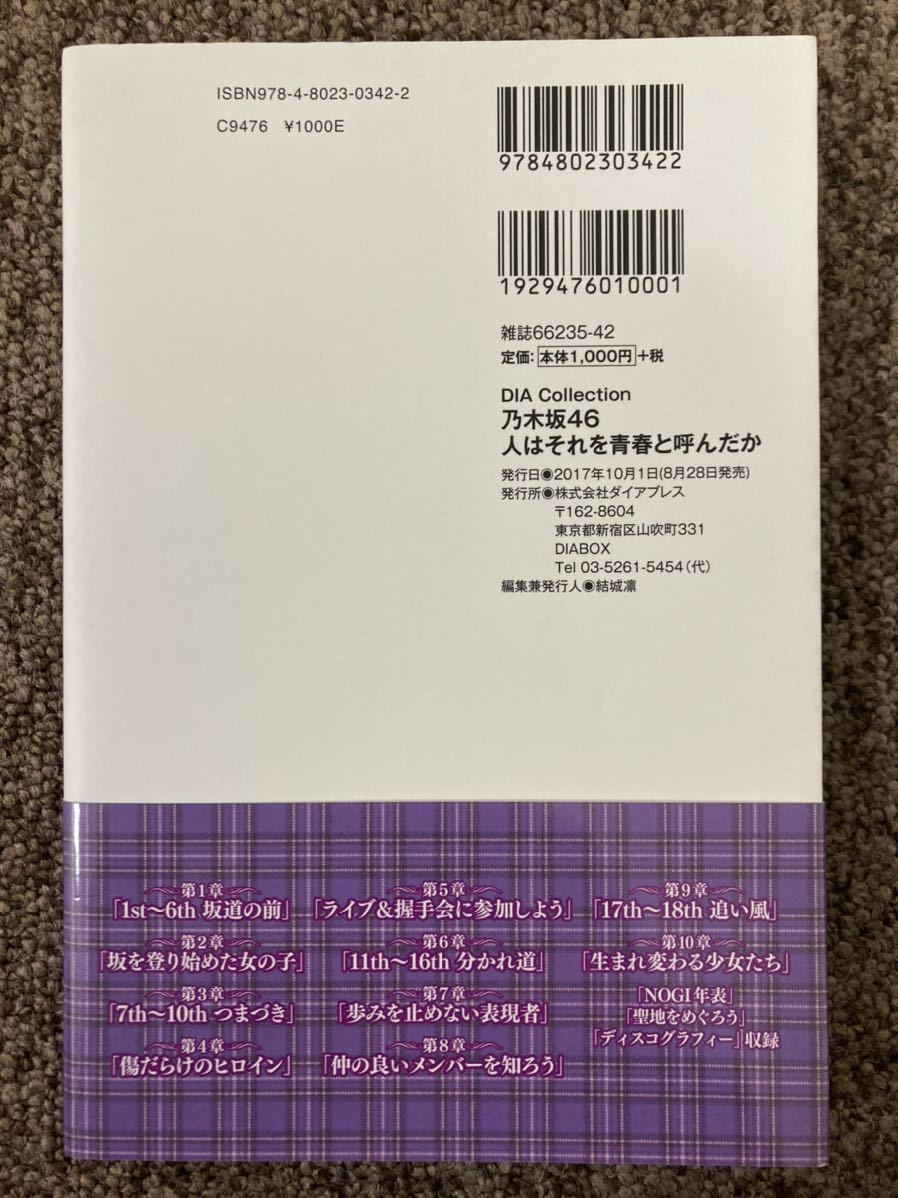 ISBN978-4-8023-0342-2
C9476 ¥1000E
9784802303422
1929476010001
雑誌66235-42
定価：本体1,000円+税
DIA Collection
乃木坂46
人はそれを青春と呼んだか
発行日◉2017年10月1日(8月28日発売)
発行所◉株式会社ダイアプレス
〒162-8604
東京都新宿区山吹町331
DIABOX
Tel 03-5261-5454（代）
編集兼発行人◉結城凛
第1章
「1st〜6th 坂道の前」
第2章
「坂を登り始めた女の子」
第3章
「7th〜10th つまづき」
第4章
「傷だらけのヒロイン」
第5章
「ライブ&握手会に参加しよう」
第6章
「11th〜16th 分かれ道」
第7章
「歩みを止めない表現者」
第8章
「仲の良いメンバーを知ろう」
第9章
「17th〜18th 追い風」
第10章
「生まれ変わる少女たち」
「NOGI年表」
「聖地をめぐろう」
「ディスコグラフィー」収録